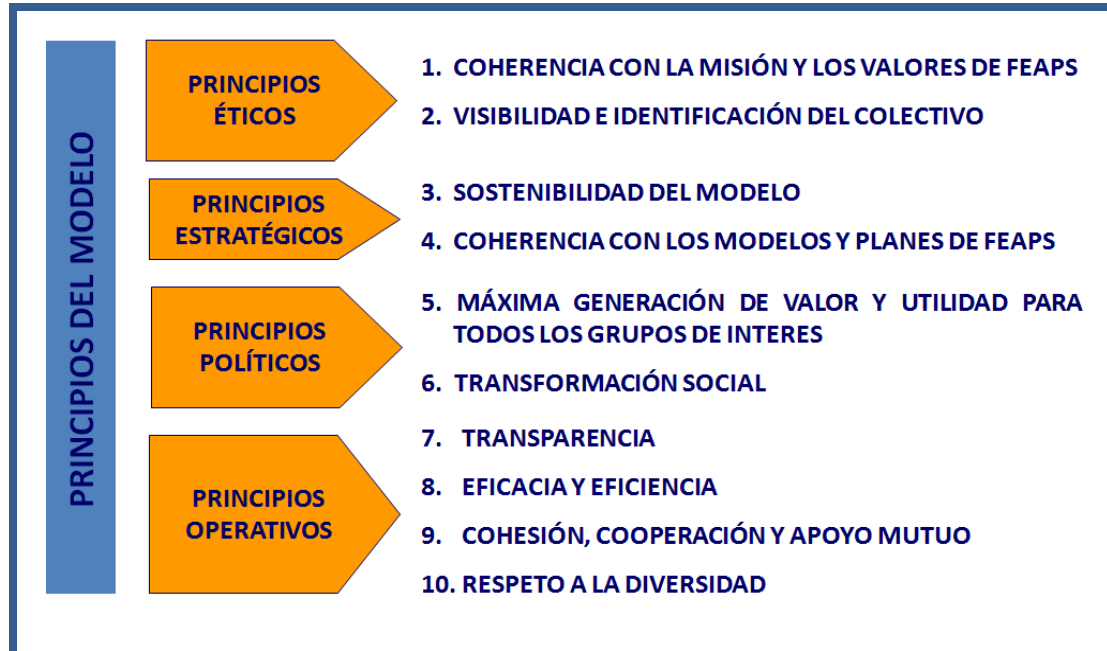 PRINCIPIOS DEL MODELO
PRINCIPIOS
ÉTICOS
1. COHERENCIA CON LA MISIÓN Y LOS VALORES DE FEAPS
2. VISIBILIDAD E IDENTIFICACIÓN DEL COLECTIVO
PRINCIPIOS
ESTRATÉGICOS
3. SOSTENIBILIDAD DEL MODELO
4. COHERENCIA CON LOS MODELOS Y PLANES DE FEAPS
PRINCIPIOS
POLÍTICOS
5. MÁXIMA GENERACIÓN DE VALOR Y UTILIDAD PARA
TODOS LOS GRUPOS DE INTERES
6. TRANSFORMACIÓN SOCIAL
PRINCIPIOS
OPERATIVOS
7. TRANSPARENCIA
8. EFICACIA Y EFICIENCIA
9. COHESIÓN, COOPERACIÓN Y APOYO MUTUO
10. RESPETO A LA DIVERSIDAD